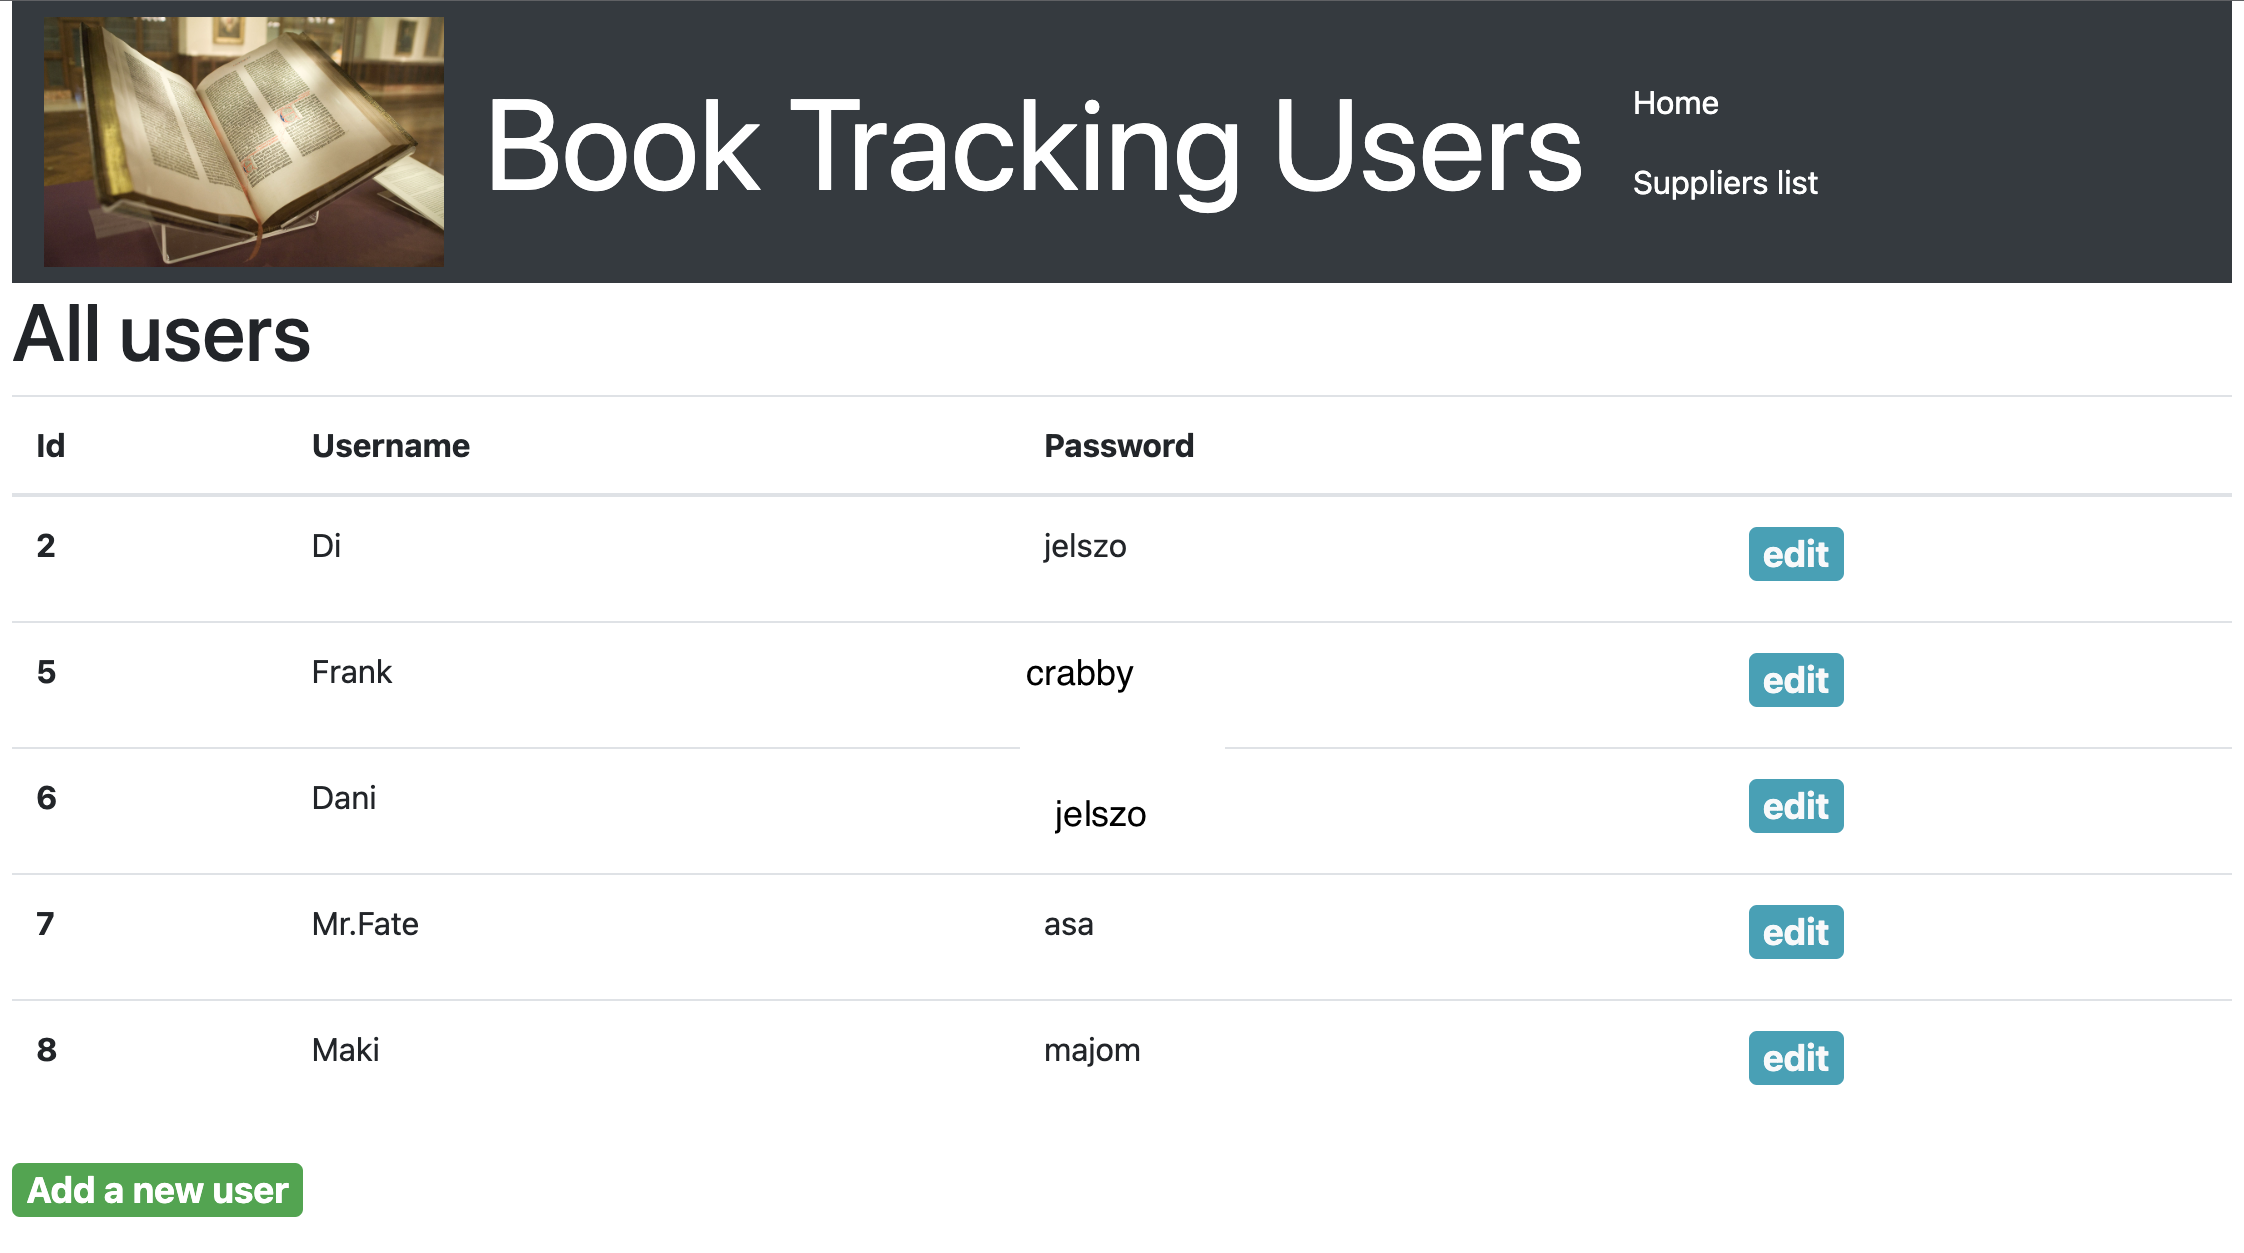 Book Tracking Users
Home
Suppliers list
All users
Id Username Password
2 Di jelszo edit
5 Frank crabby edit
6 Dani jelszo edit
7 Mr.Fate asa edit
8 Maki majom edit
Add a new user